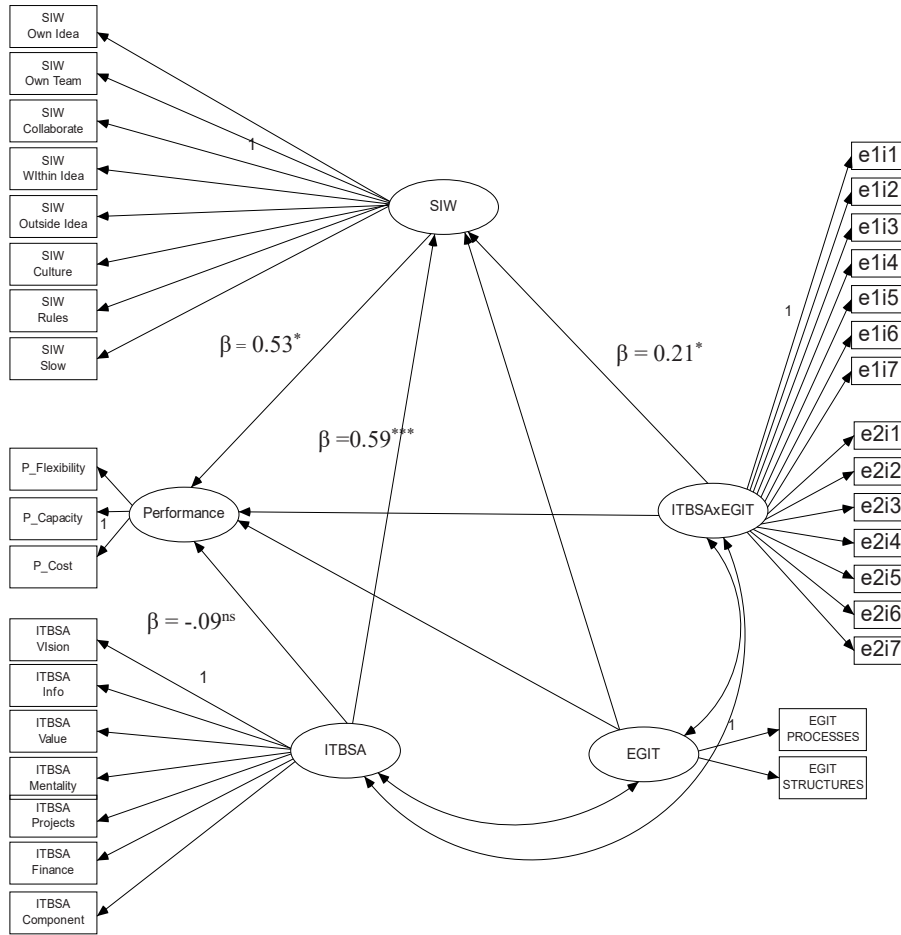 SIW
Own Idea
SIW
Own Team
SIW
Collaborate
SIW
WIthin Idea
SIW
Outside Idea
SIW
Culture
SIW
Rules
SIW
Slow
1
SIW
e1i1
e1i2
e1i3
e1i4
e1i5
e1i6
e1i7
1
β = 0.53*
β = 0.21*
β =0.59***
e2i1
e2i2
e2i3
e2i4
e2i5
e2i6
e2i7
P_Flexibility
P_Capacity
P_Cost
1
Performance
ITBSAxEGIT
β = -.09ns
ITBSA
VIsion
ITBSA
Info
ITBSA
Value
ITBSA
Mentality
ITBSA
Projects
ITBSA
Finance
ITBSA
Component
1
ITBSA
EGIT
1
EGIT
PROCESSES
EGIT
STRUCTURES